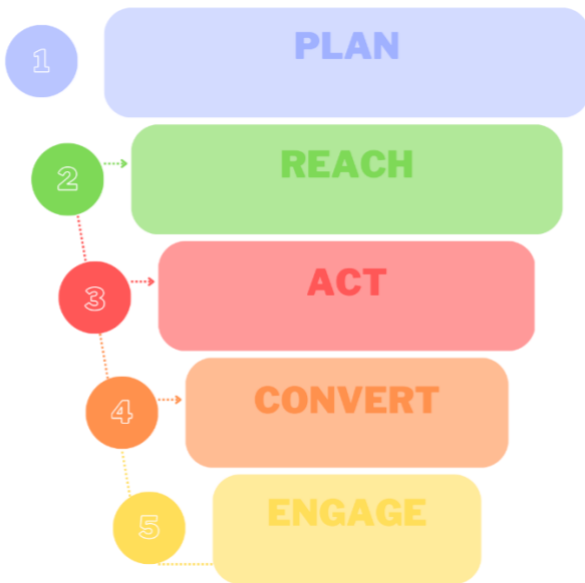 1
PLAN
2
REACH
3
ACT
4
CONVERT
5
ENGAGE